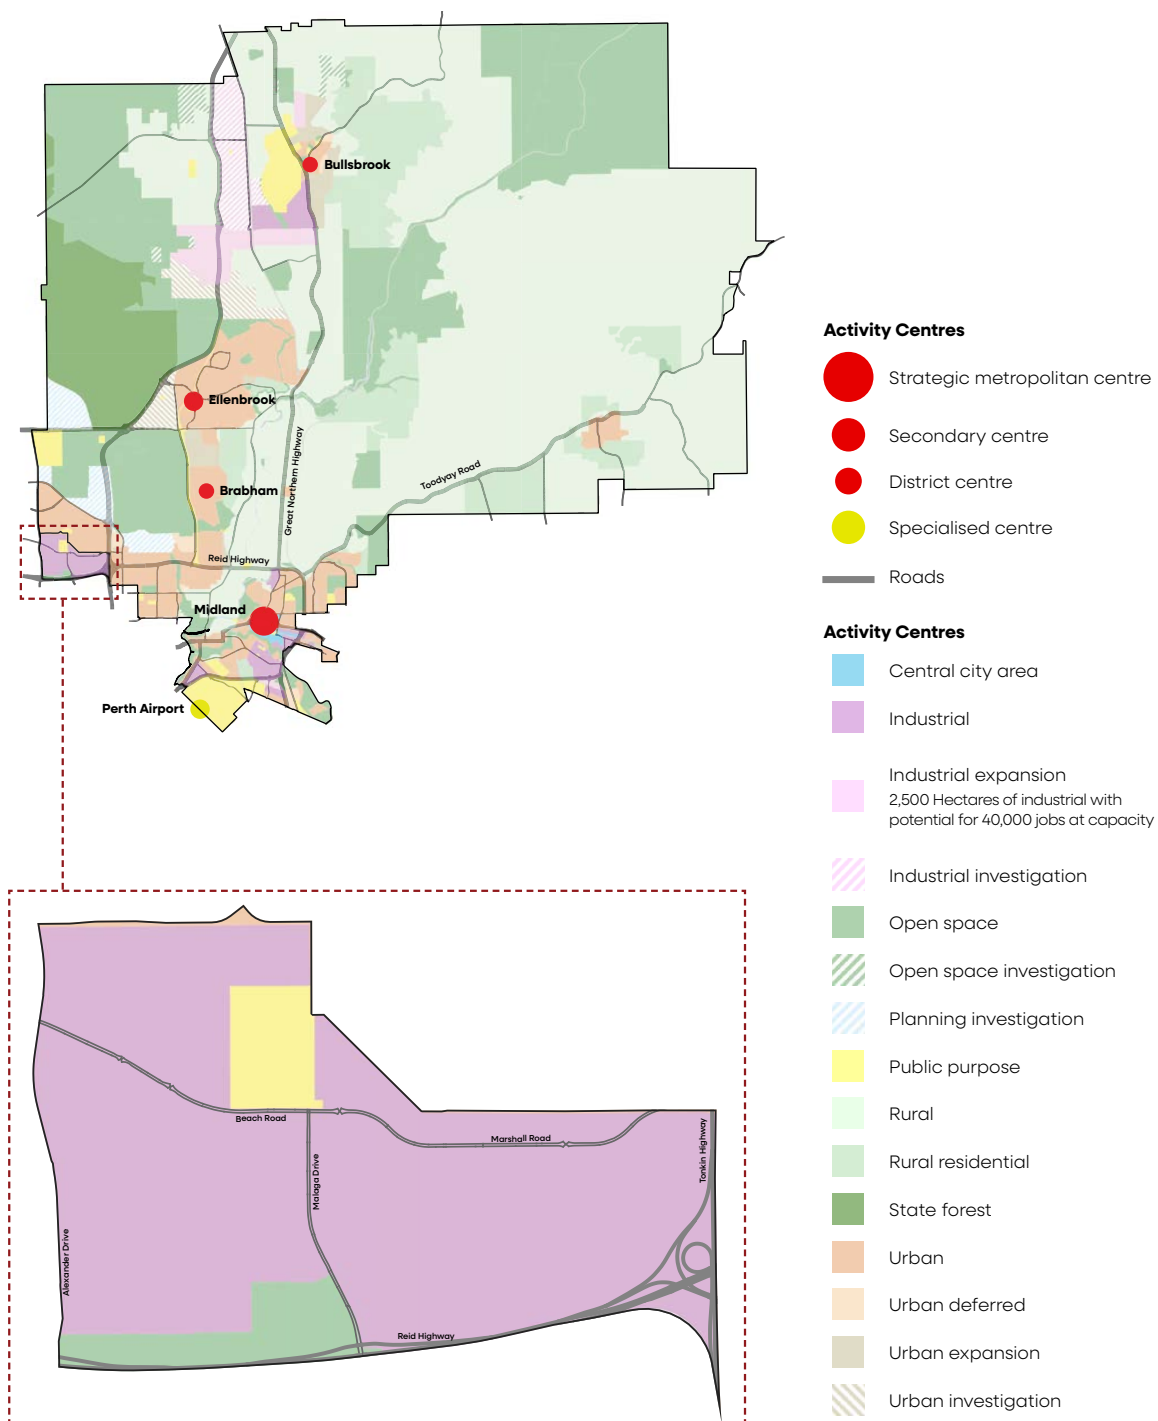 Bullsbrook
Ellenbrook
Great Northern Highway
Brabham
Toodyay Road
Reid Highway
Midland
Perth Airport
Activity Centres
Strategic metropolitan centre
Secondary centre
District centre
Specialised centre
Roads
Activity Centres
Central city area
Industrial
Industrial expansion
2,500 Hectares of industrial with
potential for 40,000 jobs at capacity
Industrial investigation
Open space
Open space investigation
Planning investigation
Public purpose
Rural
Rural residential
State forest
Urban
Urban deferred
Urban expansion
Urban investigation
Beach Road
Marshall Road
Tonkin Highway
Malaga Drive
Alexander Drive
Reid Highway